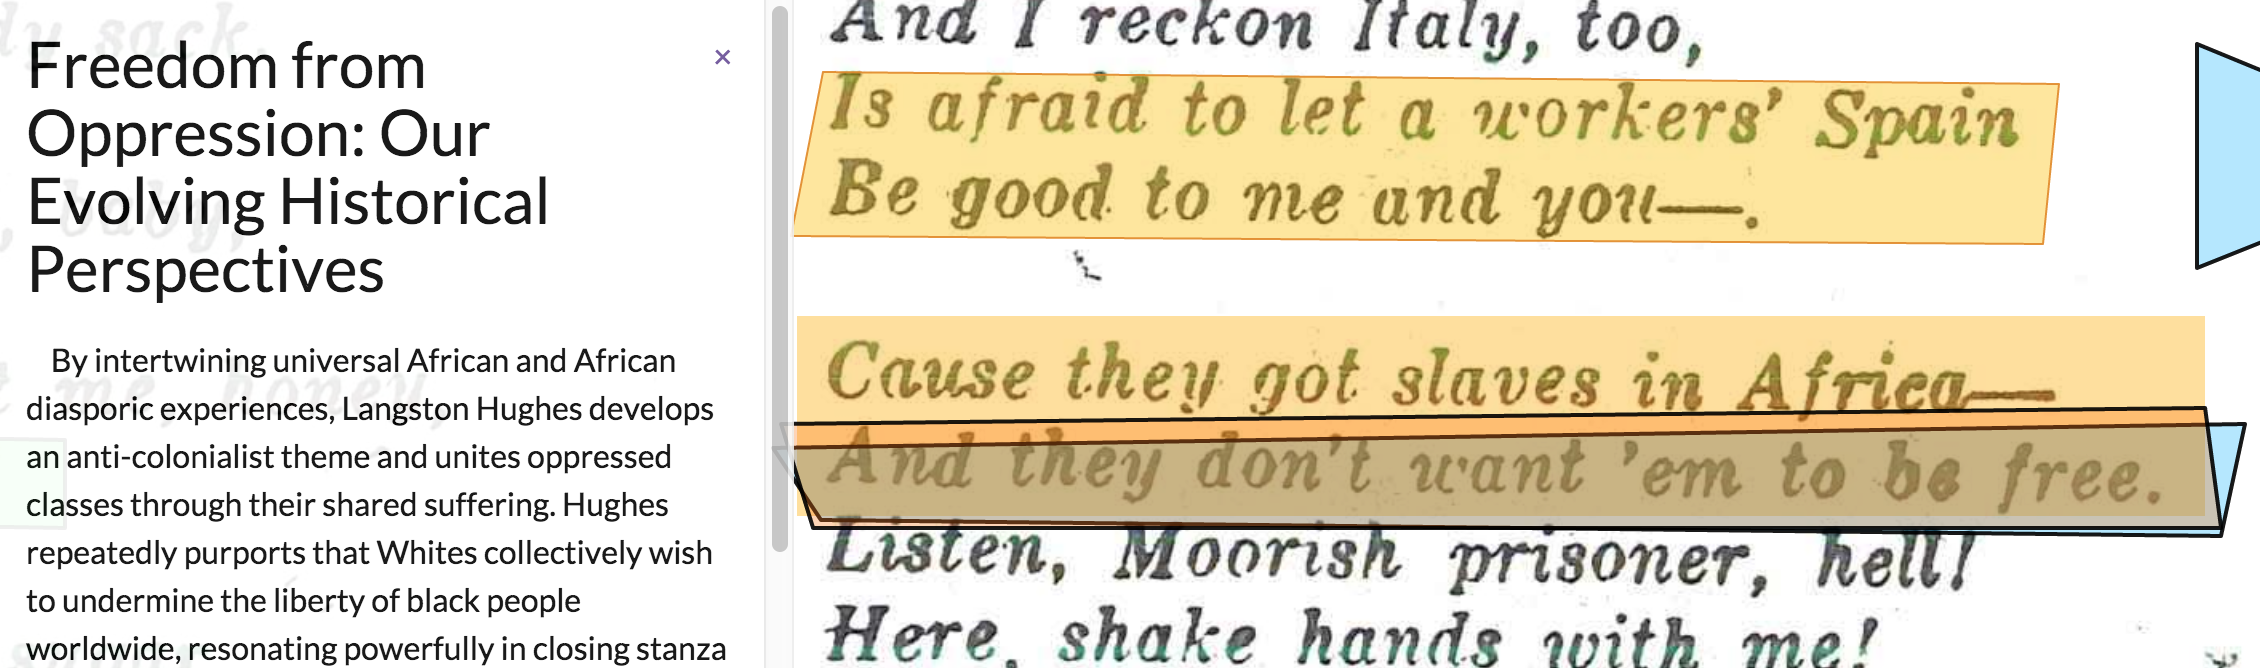 Freedom from
Oppression: Our
Evolving Historical
Perspectives
×
By intertwining universal African and African
diasporic experiences, Langston Hughes develops
an anti-colonialist theme and unites oppressed
classes through their shared suffering. Hughes
repeatedly purports that Whites collectively wish
to undermine the liberty of black people
worldwide, resonating powerfully in closing stanza
And I reckon Italy, too,
Is afraid to let a workers' Spain
Be good to me and you—.
Cause they got slaves in Africa—
And they don't want 'em to be free.
Listen, Moorish prisoner, hell!
Here, shake hands with me!